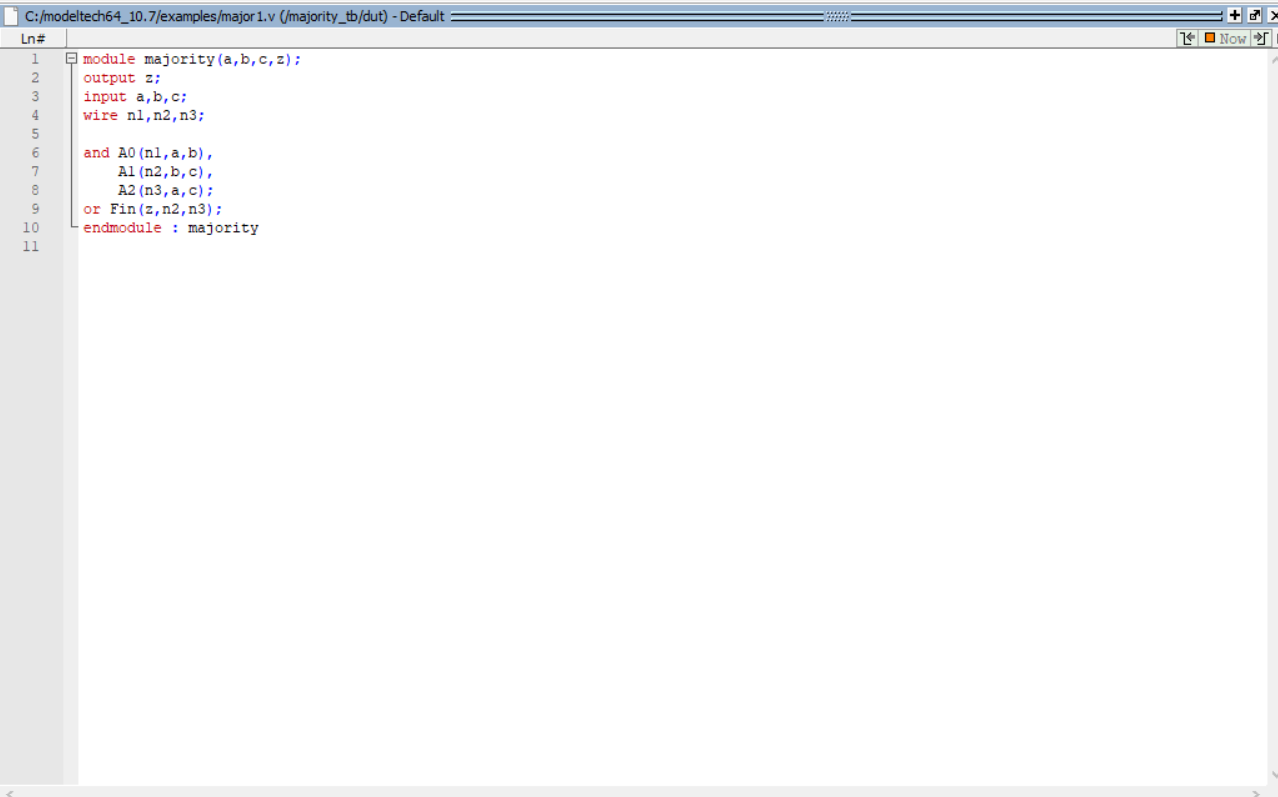 C:/modeltech64_10.7/examples/major1.v (/majority_tb/dut) - Default
Ln#
Now
1 module majority(a,b,c,z);
2 output z;
3 input a,b,c;
4 wire n1,n2,n3;
5
6 and A0(n1,a,b),
7 A1(n2,b,c),
8 A2(n3,a,c);
9 or Fin(z,n2,n3);
10 endmodule : majority
11